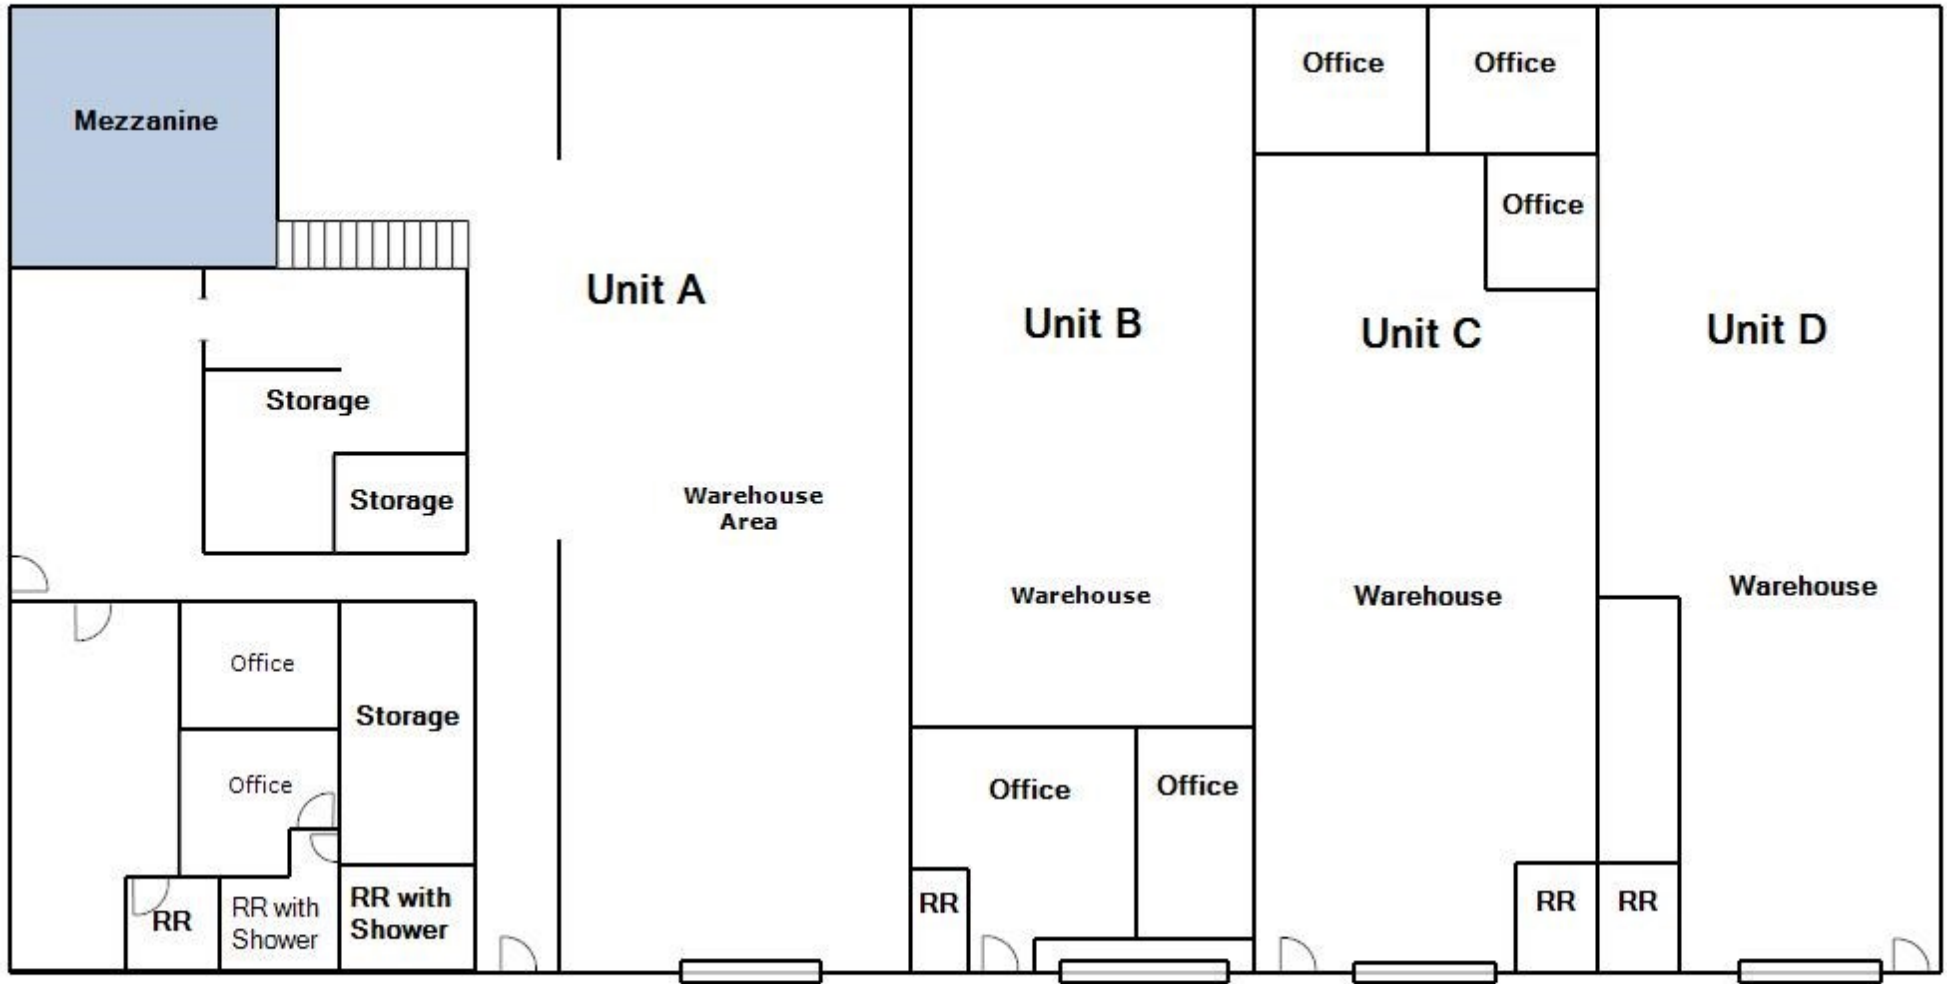 Mezzanine
Office
Office
Office
Unit A
Unit B
Unit C
Unit D
Storage
Storage
Warehouse
Area
Warehouse
Warehouse
Warehouse
Office
Storage
Office
Office
Office
RR
RR with
Shower
RR with
Shower
RR
RR
RR